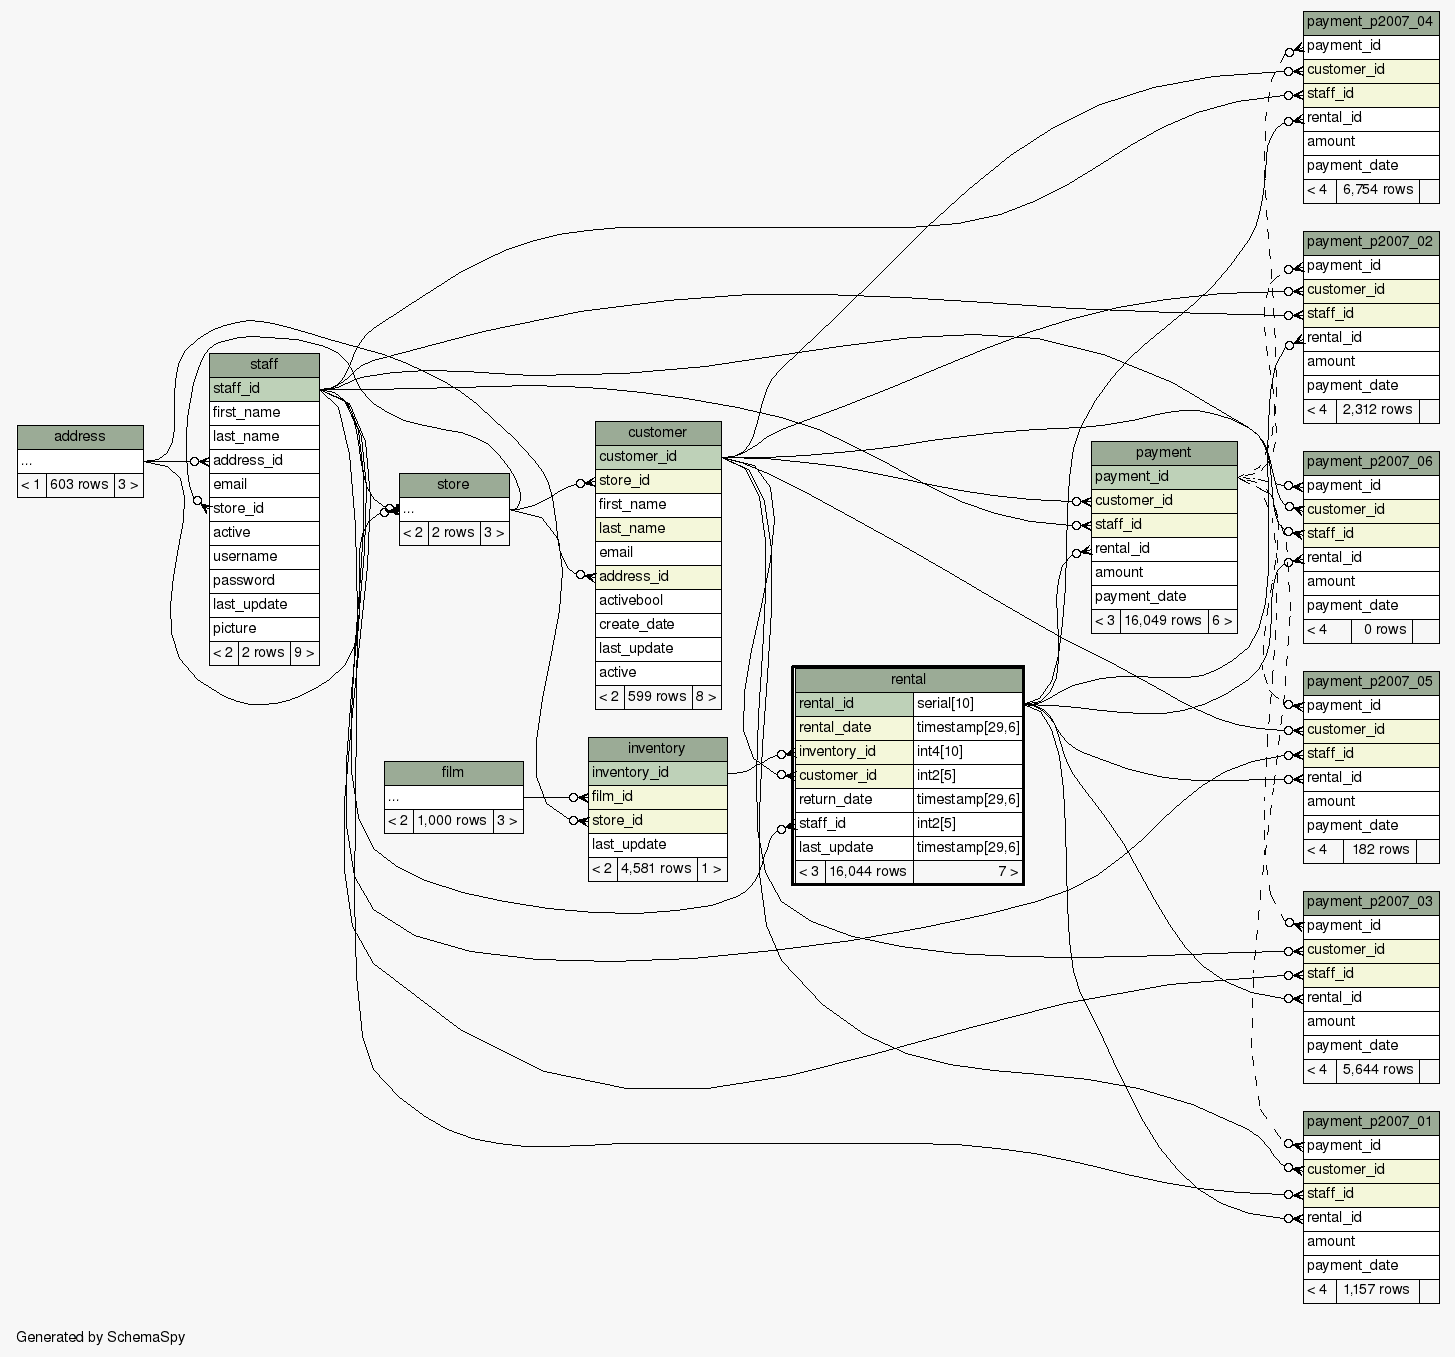 address
...
< 1 603 rows 3 >
staff
staff_id
first_name
last_name
address_id
email
store_id
active
username
password
last_update
picture
< 2 2 rows 9 >
store
...
< 2 2 rows 3 >
film
...
< 2 1,000 rows 3 >
customer
customer_id
store_id
first_name
last_name
email
address_id
activebool
create_date
last_update
active
< 2 599 rows 8 >
inventory
inventory_id
film_id
store_id
last_update
< 2 4,581 rows 1 >
rental
rental_id serial[10]
rental_date timestamp[29,6]
inventory_id int4[10]
customer_id int2[5]
return_date timestamp[29,6]
staff_id int2[5]
last_update timestamp[29,6]
< 3 16,044 rows 7 >
payment
payment_id
customer_id
staff_id
rental_id
amount
payment_date
< 3 16,049 rows 6 >
payment_p2007_04
payment_id
customer_id
staff_id
rental_id
amount
payment_date
< 4 6,754 rows
payment_p2007_02
payment_id
customer_id
staff_id
rental_id
amount
payment_date
< 4 2,312 rows
payment_p2007_06
payment_id
customer_id
staff_id
rental_id
amount
payment_date
< 4 0 rows
payment_p2007_05
payment_id
customer_id
staff_id
rental_id
amount
payment_date
< 4 182 rows
payment_p2007_03
payment_id
customer_id
staff_id
rental_id
amount
payment_date
< 4 5,644 rows
payment_p2007_01
payment_id
customer_id
staff_id
rental_id
amount
payment_date
< 4 1,157 rows
Generated by SchemaSpy